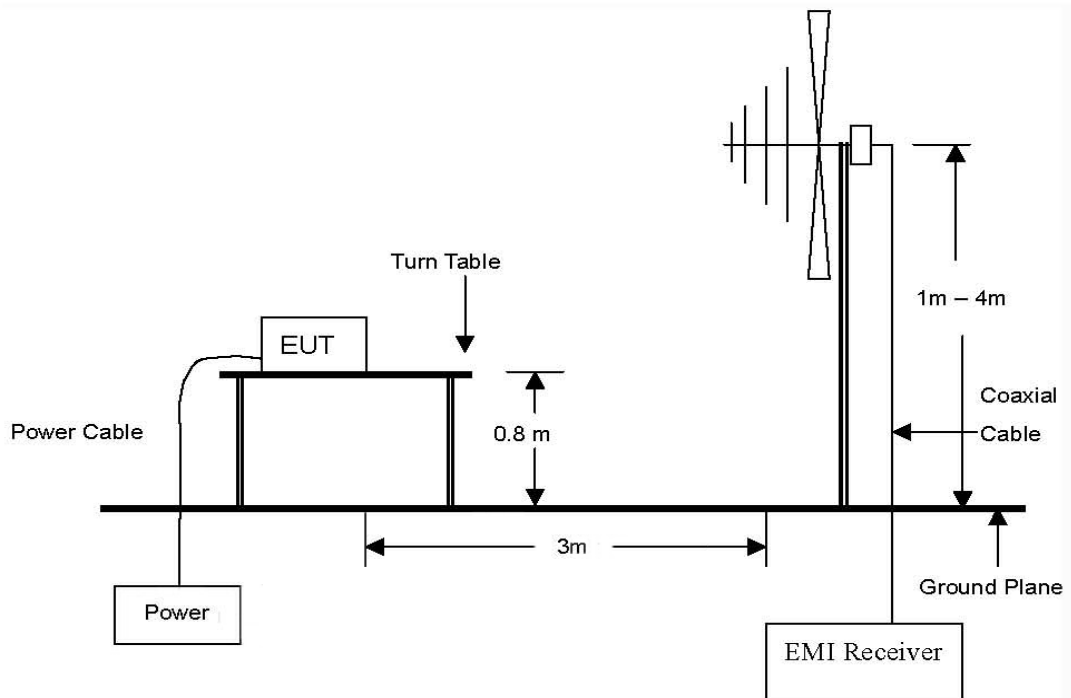 Turn Table
1m – 4m
EUT
Coaxial
Cable
Power Cable
0.8 m
3m
Ground Plane
Power
EMI Receiver